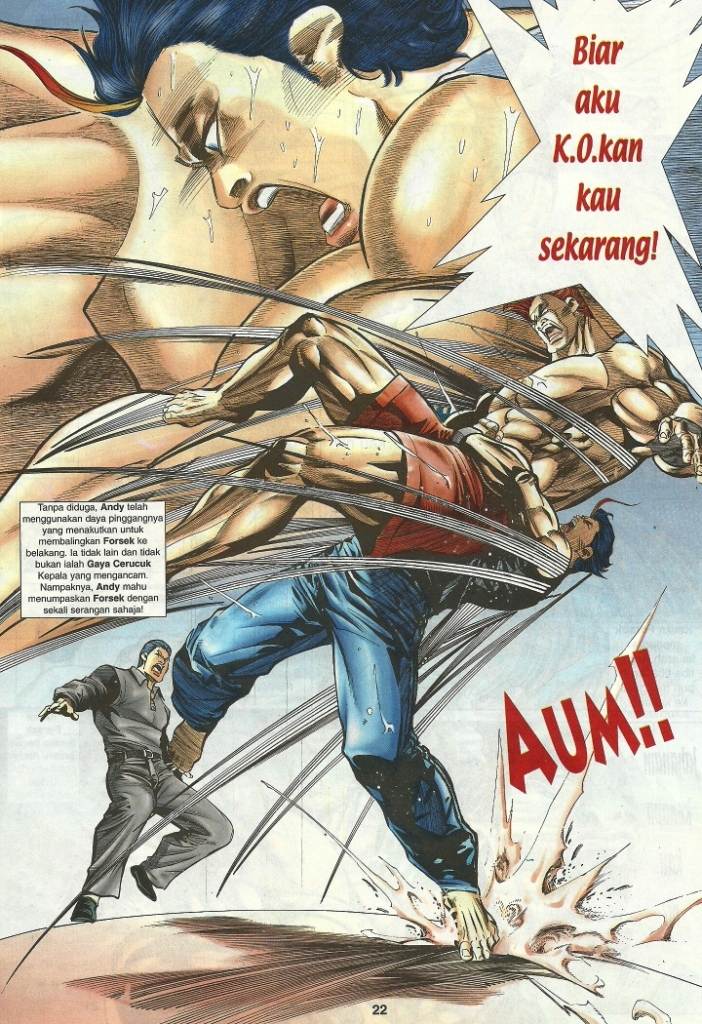 Biar
aku
K.O.kan
kau
sekarang!
Tanpa diduga, Andy telah
menggunakan daya pinggangnya
yang menakutkan untuk
membalingkan Forsek ke
belakang. Ia tidak lain dan tidak
bukan ialah Gaya Cerucuk
Kepala yang mengancam.
Nampaknya, Andy mahu
menumpaskan Forsek dengan
sekali serangan sahaja!
AUM!!
22